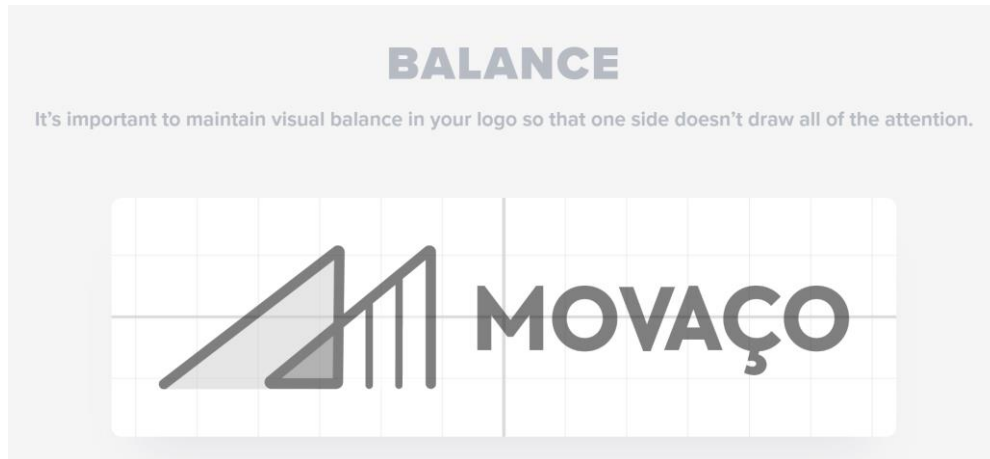 BALANCE
It’s important to maintain visual balance in your logo so that one side doesn’t draw all of the attention.
MOVAÇO